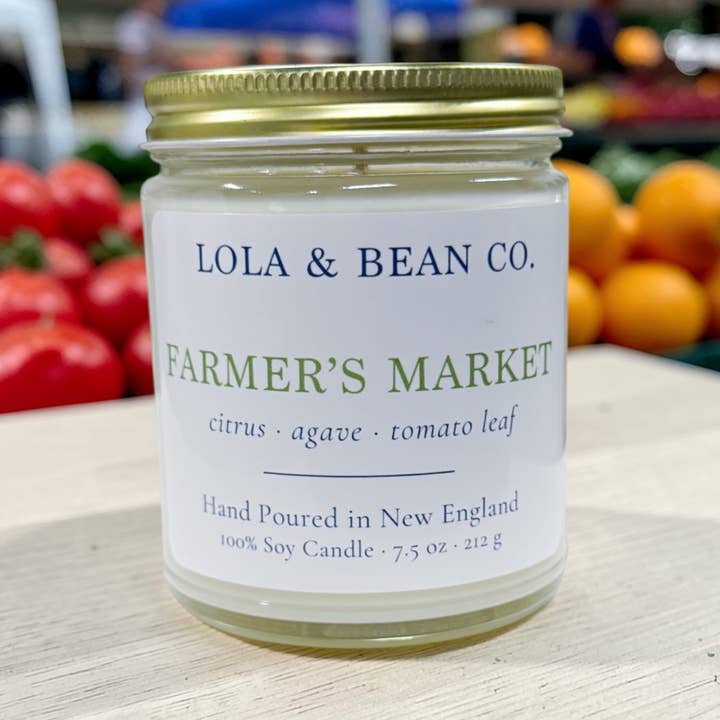 LOLA & BEAN CO.
FARMER’S MARKET
citrus · agave · tomato leaf
Hand Poured in New England
100% Soy Candle · 7.5 oz · 212 g